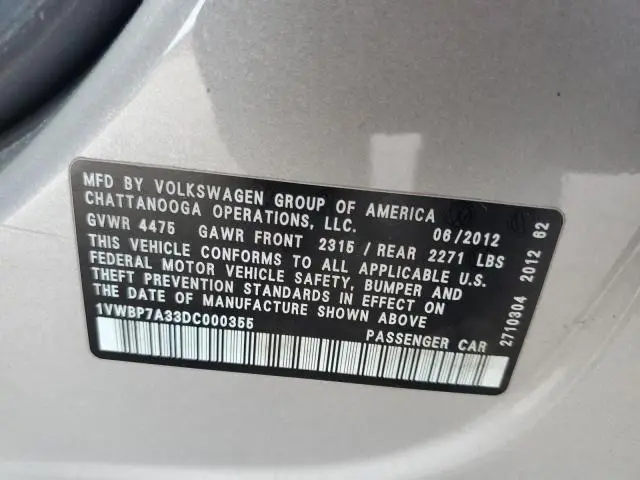 MFD BY VOLKSWAGEN GROUP OF AMERICA
CHATTANOOGA OPERATIONS, LLC. 06/2012
GVWR 4475 GAWR FRONT 2315 / REAR 2271 LBS
THIS VEHICLE CONFORMS TO ALL APPLICABLE U.S.
FEDERAL MOTOR VEHICLE SAFETY, BUMPER AND
THEFT PREVENTION STANDARDS IN EFFECT ON
THE DATE OF MANUFACTURE SHOWN ABOVE
1VWBP7A33DC000355 PASSENGER CAR
2710304 2012 62